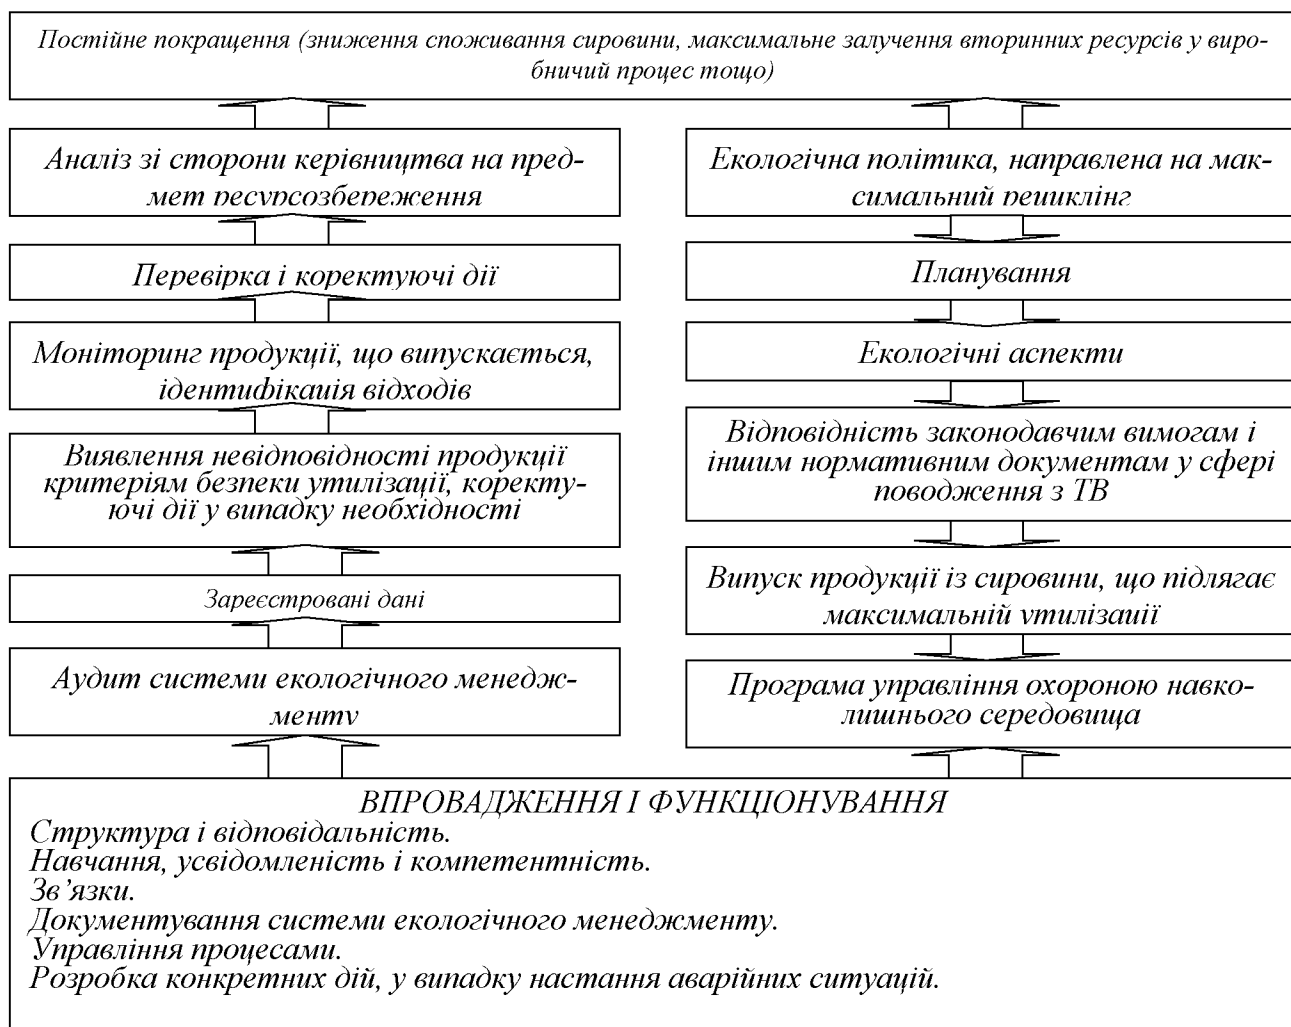 Постійне покращення (зниження споживання сировини, максимальне залучення вторинних ресурсів у виро-
бничий процес тощо)
Аналіз зі сторони керівництва на пред-
мет ресурсозбереження
Перевірка і коректуючі дії
Моніторинг продукції, що випускається,
ідентифікація відходів
Виявлення невідповідності продукції
критеріям безпеки утилізації, коректу-
ючі дії у випадку необхідності
Зареєстровані дані
Аудит системи екологічного менедж-
менту
Екологічна політика, направлена на мак-
симальний рециклінг
Планування
Екологічні аспекти
Відповідність законодавчим вимогам і
іншим нормативним документам у сфері
поводження з ТВ
Випуск продукції із сировини, що підлягає
максимальній утилізації
Програма управління охороною навко-
лишнього середовища
ВПРОВАДЖЕННЯ І ФУНКЦІОНУВАННЯ
Структура і відповідальність.
Навчання, усвідомленість і компетентність.
Зв’язки.
Документування системи екологічного менеджменту.
Управління процесами.
Розробка конкретних дій, у випадку настання аварійних ситуацій.